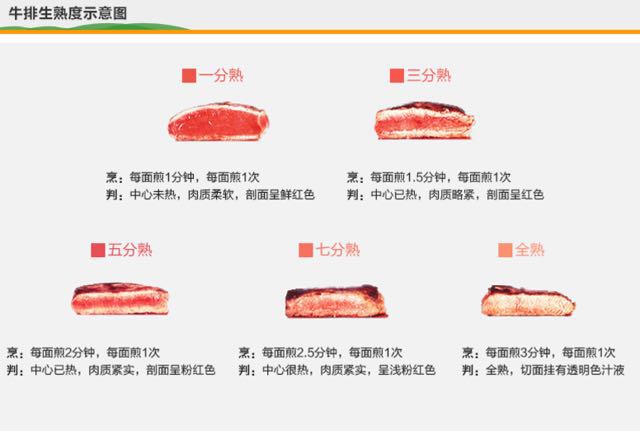 牛排生熟度示意图
一分熟
三分熟
烹：每面煎1分钟，每面煎1次
判：中心未热，肉质柔软，剖面呈鲜红色
烹：每面煎1.5分钟，每面煎1次
判：中心已热，肉质略紧，剖面呈红色
五分熟
七分熟
全熟
烹：每面煎2分钟，每面煎1次
判：中心已热，肉质紧实，剖面呈粉红色
烹：每面煎2.5分钟，每面煎1次
判：中心很热，肉质紧实，呈浅粉红色
烹：每面煎3分钟，每面煎1次
判：全熟，切面挂有透明色汁液